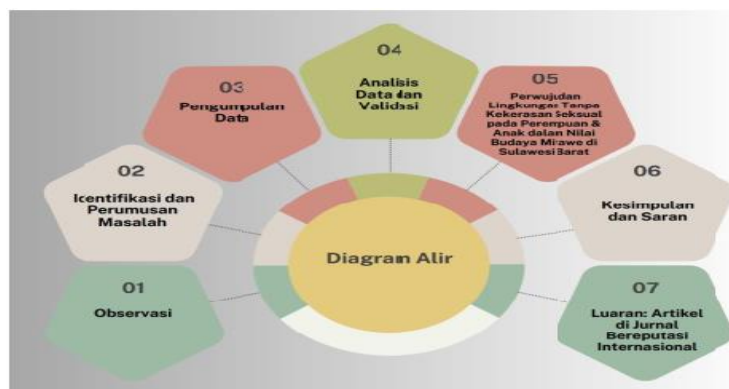 01
Observasi
02
Identifikasi dan
Perumusan
Masalah
03
Pengumpulan
Data
04
Analisis
Data dan
Validasi
05
Perwujudan
Lingkungan Tanpa
Kekerasan Seksual
pada Perempuan &
Anak dalan Nilai
Budaya Mirawe di
Sulawesi Barat
06
Kesimpulan
dan Saran
07
Luaran: Artikel
di Jurnal
Bereputasi
Internasional
Diagram Alir